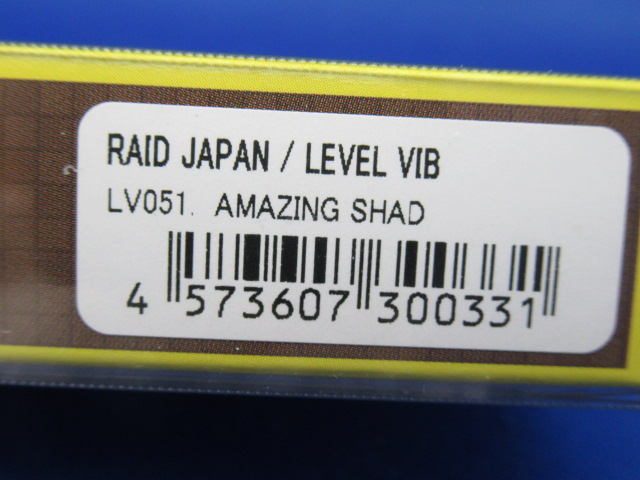 RAID JAPAN / LEVEL VIB
LV051. AMAZING SHAD
4 573607 300331